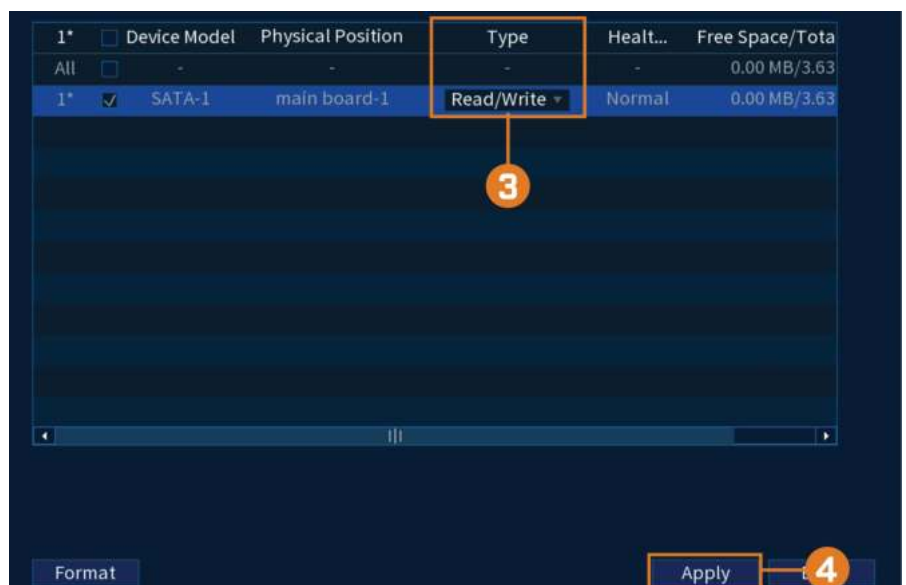 1* Device Model Physical Position Type Healt... Free Space/Tota
All - - - - 0.00 MB/3.63
1* SATA-1 main board-1 Read/Write Normal 0.00 MB/3.63
3
Format Apply 4